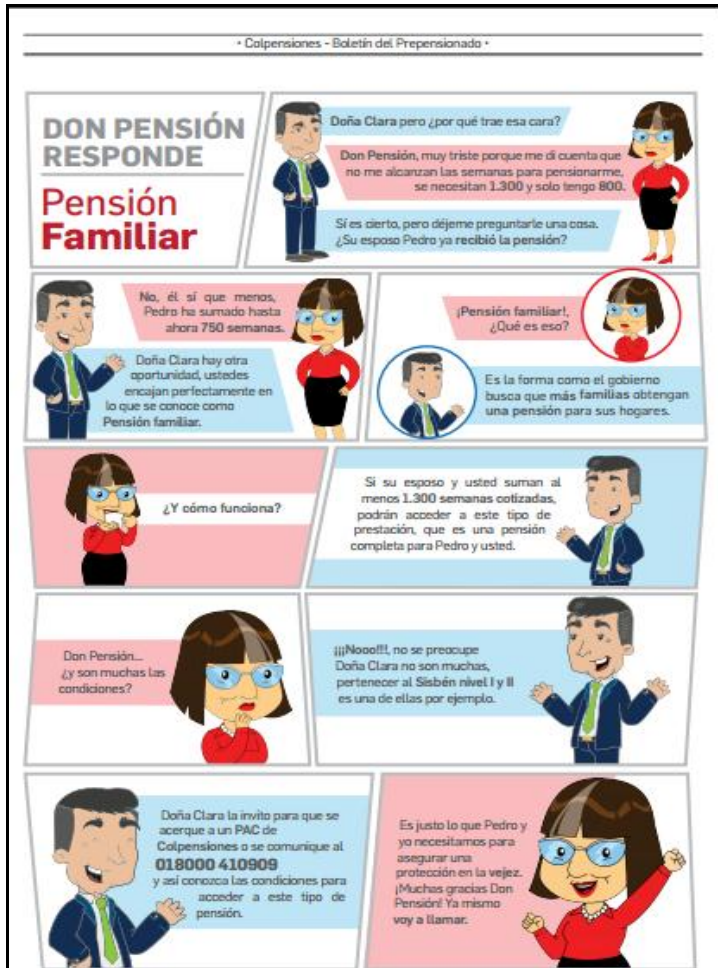 • Colpensiones - Boletín del Prepensionado •
DON PENSIÓN
RESPONDE
Pensión
Familiar
Doña Clara pero ¿por qué trae esa cara?
Don Pensión, muy triste porque me di cuenta que
no me alcanzan las semanas para pensionarme,
se necesitan 1.300 y solo tengo 800.
Sí es cierto, pero déjeme preguntarle una cosa.
¿Su esposo Pedro ya recibió la pensión?
No, él sí que menos,
Pedro ha sumado hasta
ahora 750 semanas.
Doña Clara hay otra
oportunidad, ustedes
encajan perfectamente en
lo que se conoce como
Pensión familiar.
¡Pensión familiar!,
¿Qué es eso?
Es la forma como el gobierno
busca que más familias obtengan
una pensión para sus hogares.
¿Y cómo funciona?
Si su esposo y usted suman al
menos 1.300 semanas cotizadas,
podrán acceder a este tipo de
prestación, que es una pensión
completa para Pedro y usted.
Don Pensión...
¿y son muchas las
condiciones?
¡¡¡Nooo!!!, no se preocupe
Doña Clara no son muchas,
pertenecer al Sisbén nivel I y II
es una de ellas por ejemplo.
Doña Clara la invito para que se
acerque a un PAC de
Colpensiones o se comunique al
018000 410909
y así conozca las condiciones para
acceder a este tipo de
pensión.
Es justo lo que Pedro y
yo necesitamos para
asegurar una
protección en la vejez.
¡Muchas gracias Don
Pensión! Ya mismo
voy a llamar.